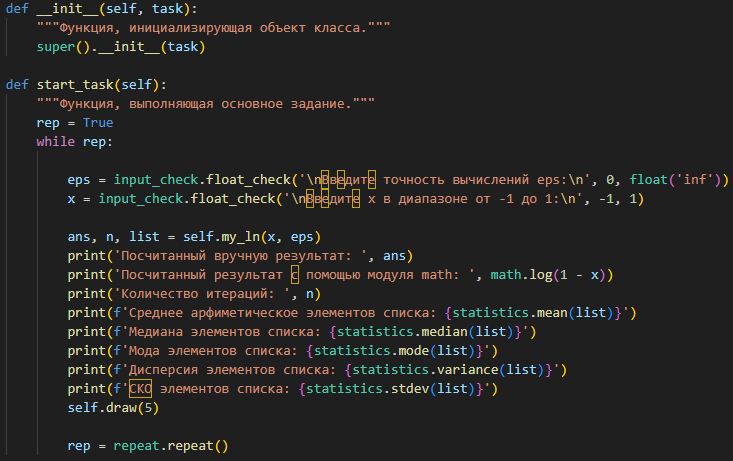 def __init__(self, task):
    """Функция, инициализирующая объект класса."""
    super().__init__(task)

def start_task(self):
    """Функция, выполняющая основное задание."""
    rep = True
    while rep:

        eps = input_check.float_check('\nВведите точность вычислений eps:\n', 0, float('inf'))
        x = input_check.float_check('\nВведите x в диапазоне от -1 до 1:\n', -1, 1)

        ans, n, list = self.my_ln(x, eps)
        print('Посчитанный вручную результат: ', ans)
        print('Посчитанный результат с помощью модуля math: ', math.log(1 - x))
        print('Количество итераций: ', n)
        print(f'Среднее арфиметическое элементов списка: {statistics.mean(list)}')
        print(f'Медиана элементов списка: {statistics.median(list)}')
        print(f'Мода элементов списка: {statistics.mode(list)}')
        print(f'Дисперсия элементов списка: {statistics.variance(list)}')
        print(f'СКО элементов списка: {statistics.stdev(list)}')
        self.draw(5)

        rep = repeat.repeat()